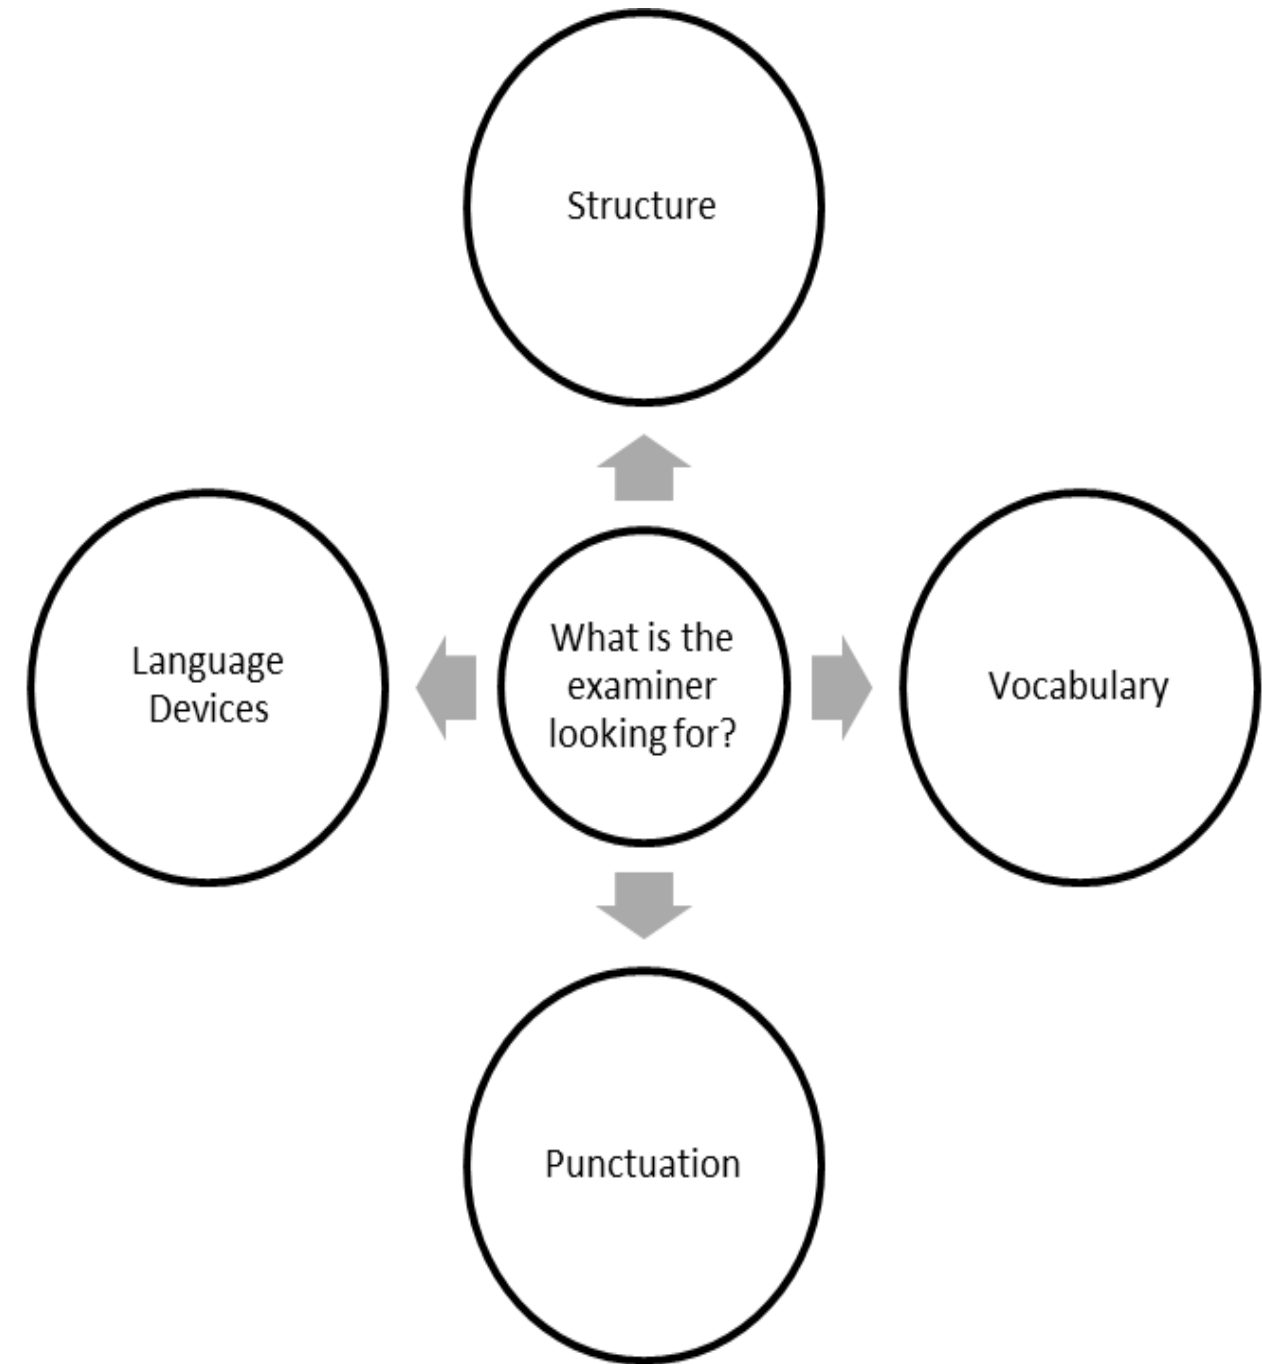 Structure
Language
Devices
What is the
examiner
looking for?
Vocabulary
Punctuation